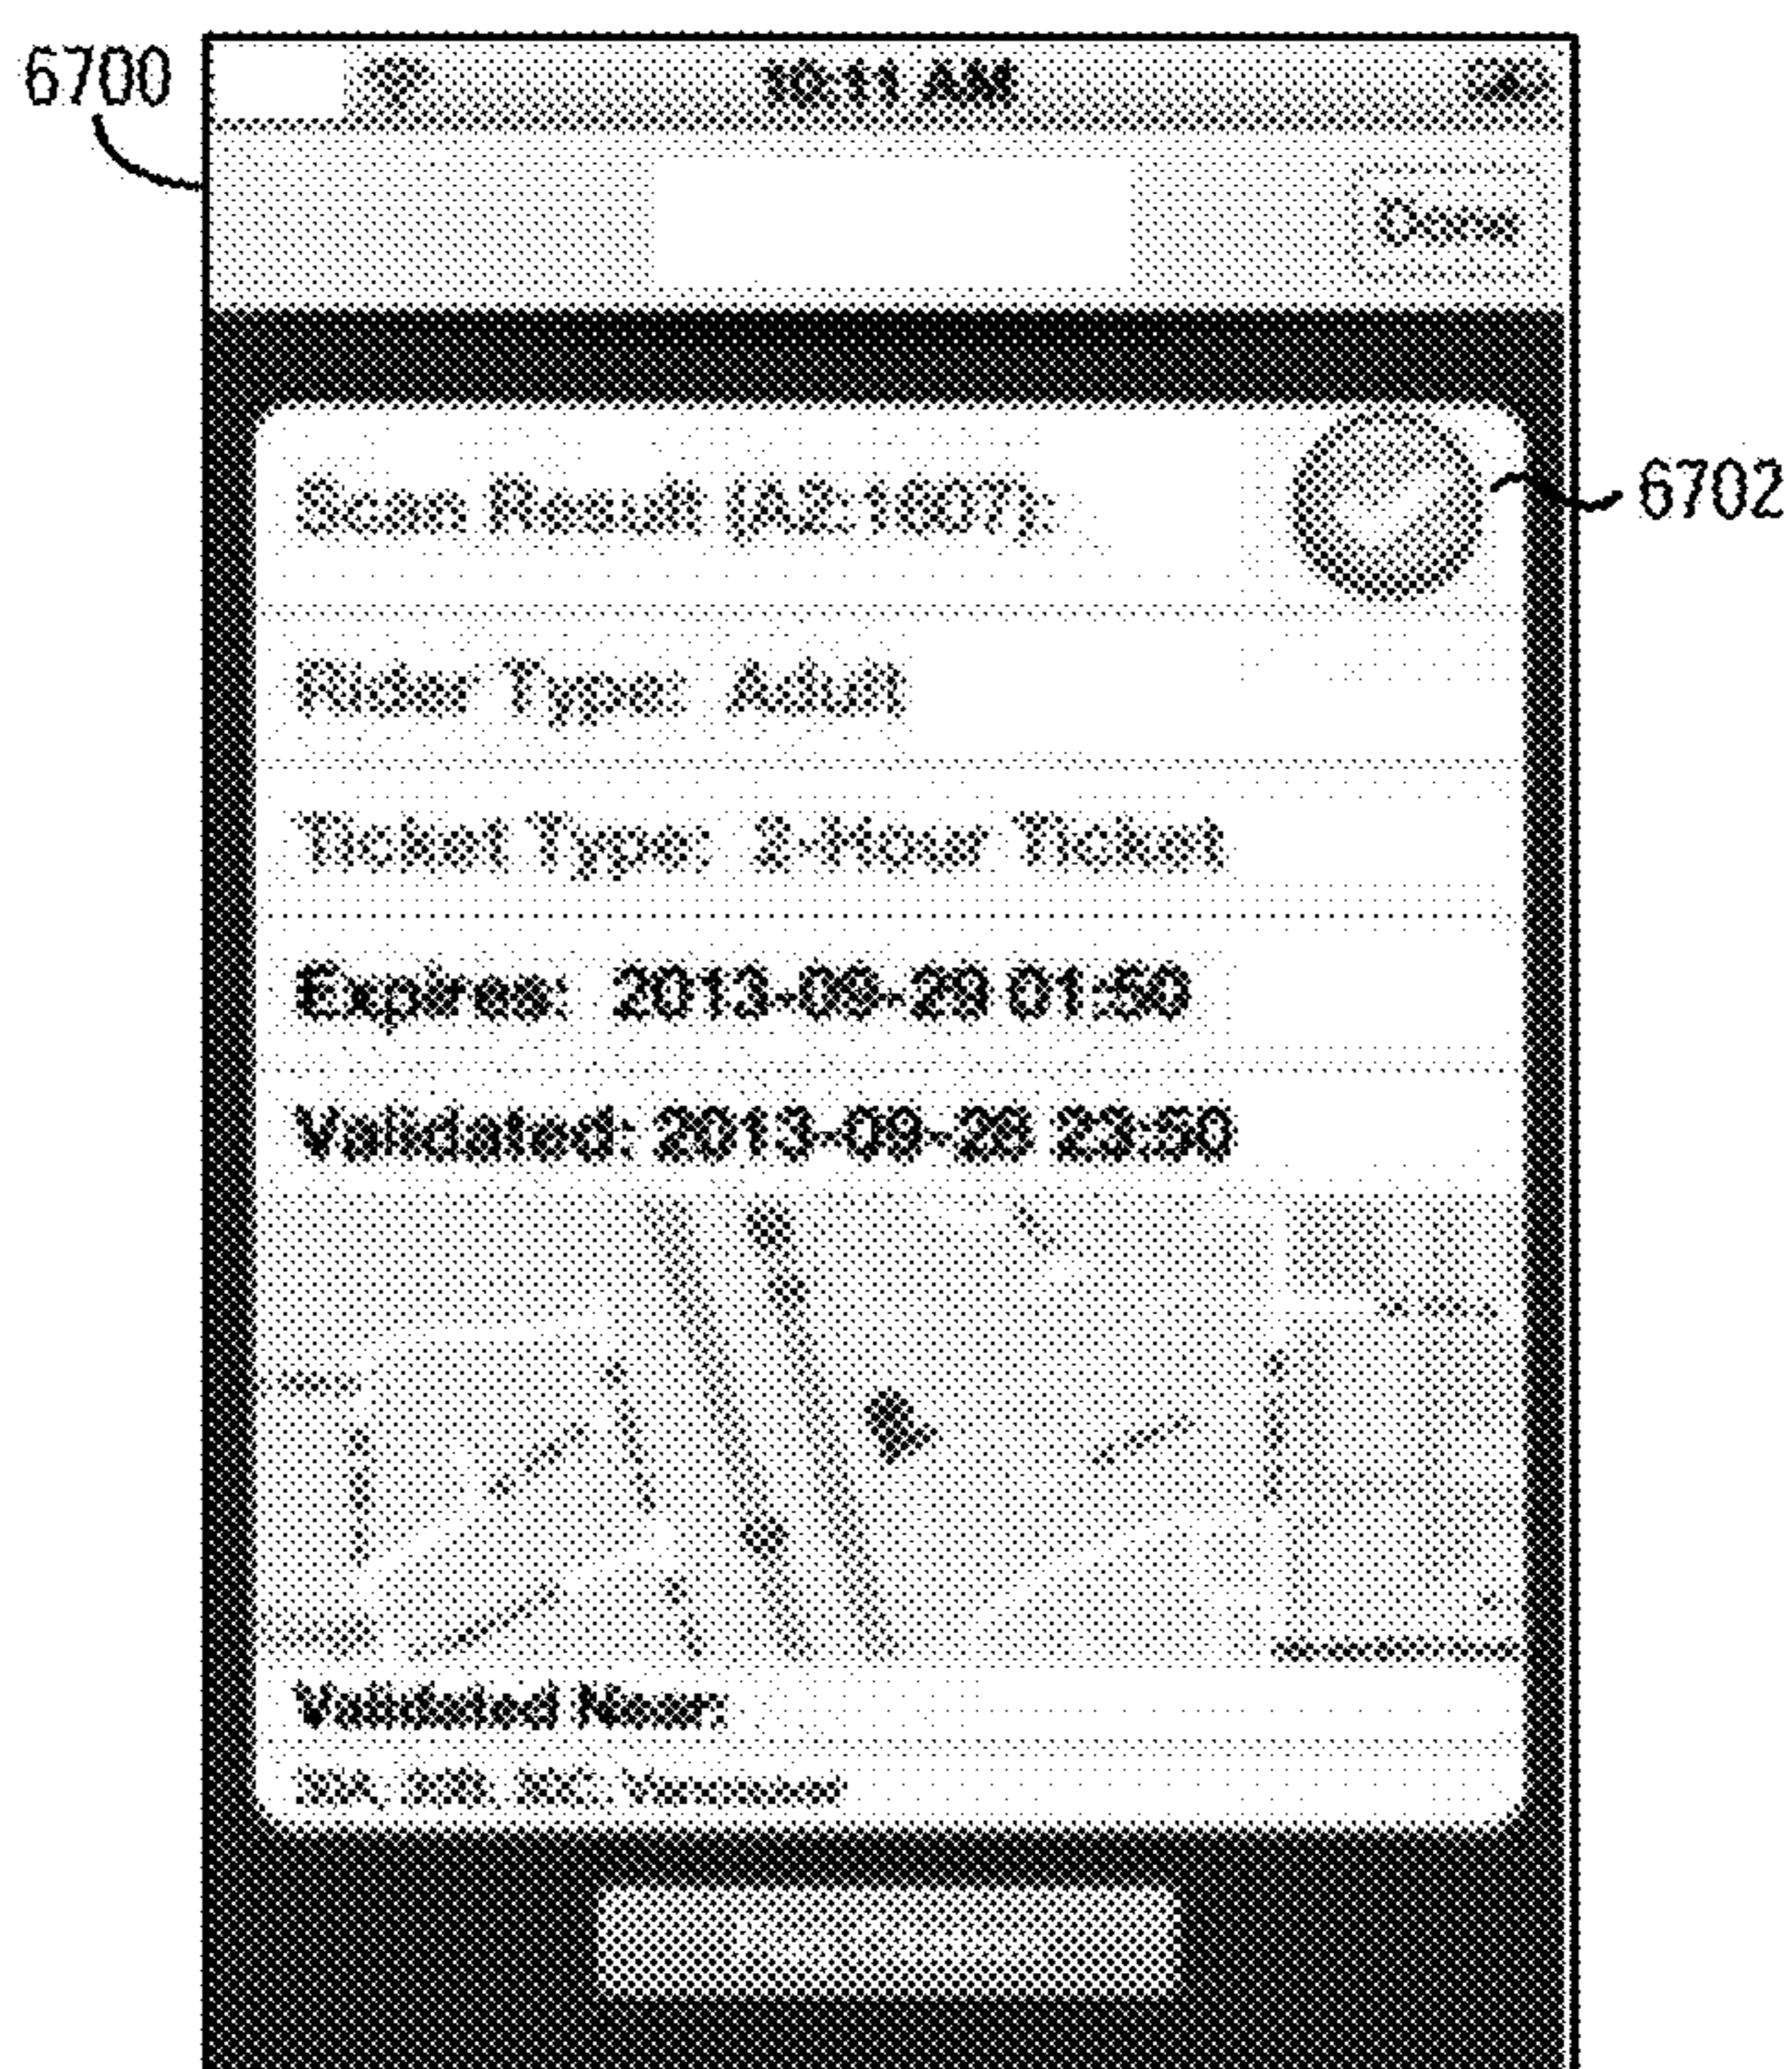 6700
10:11 AM
Done
Scan Result (A2:1607):
6702
Rider Type: Adult
Ticket Type: 2-Hour Ticket
Expires: 2013-09-29 01:50
Validated: 2013-09-28 23:50
Validated Near: